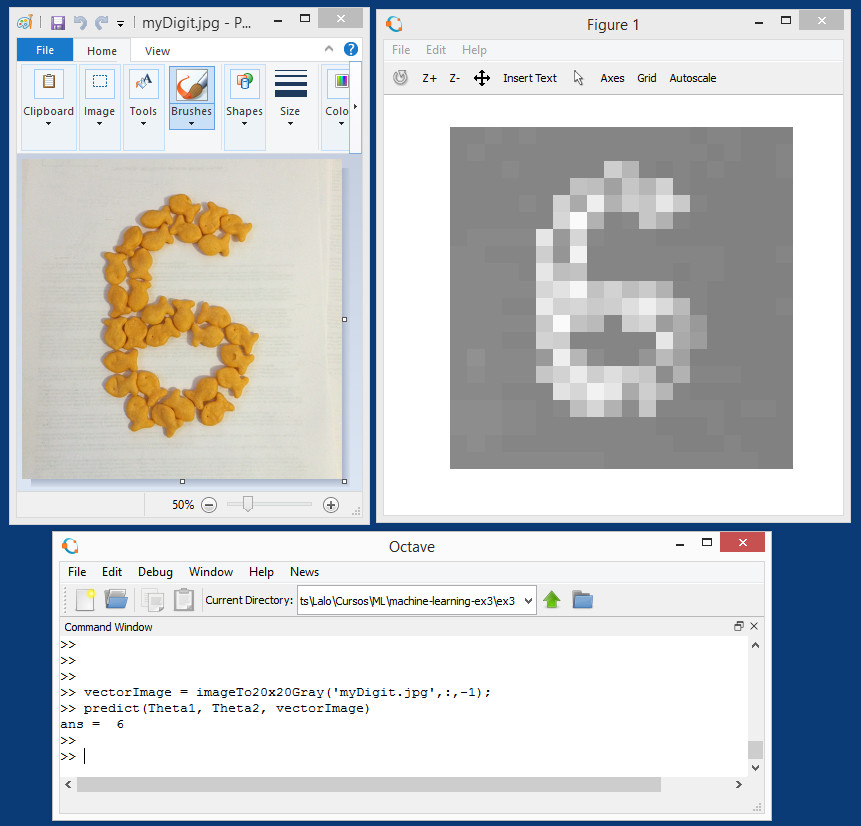 myDigit.jpg - P...
File Home View
Clipboard Image Tools Brushes Shapes Size Colo
50%
Figure 1
File Edit Help
Z+ Z- Insert Text Axes Grid Autoscale
Octave
File Edit Debug Window Help News
Current Directory: ts\Lalo\Cursos\ML\machine-learning-ex3\ex3
Command Window
>>
>>
>>
>> vectorImage = imageTo20x20Gray('myDigit.jpg',:,-1);
>> predict(Theta1, Theta2, vectorImage)
ans =  6
>>
>>